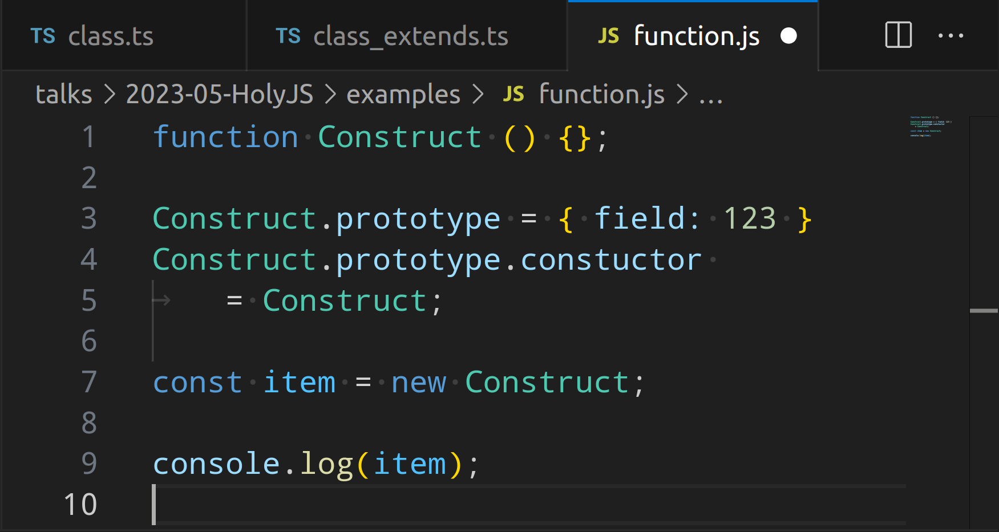 TS class.ts TS class_extends.ts JS function.js
talks > 2023-05-HolyJS > examples > JS function.js > ...
1 function Construct () {};
2
3 Construct.prototype = { field: 123 }
4 Construct.prototype.constuctor
5 = Construct;
6
7 const item = new Construct;
8
9 console.log(item);
10